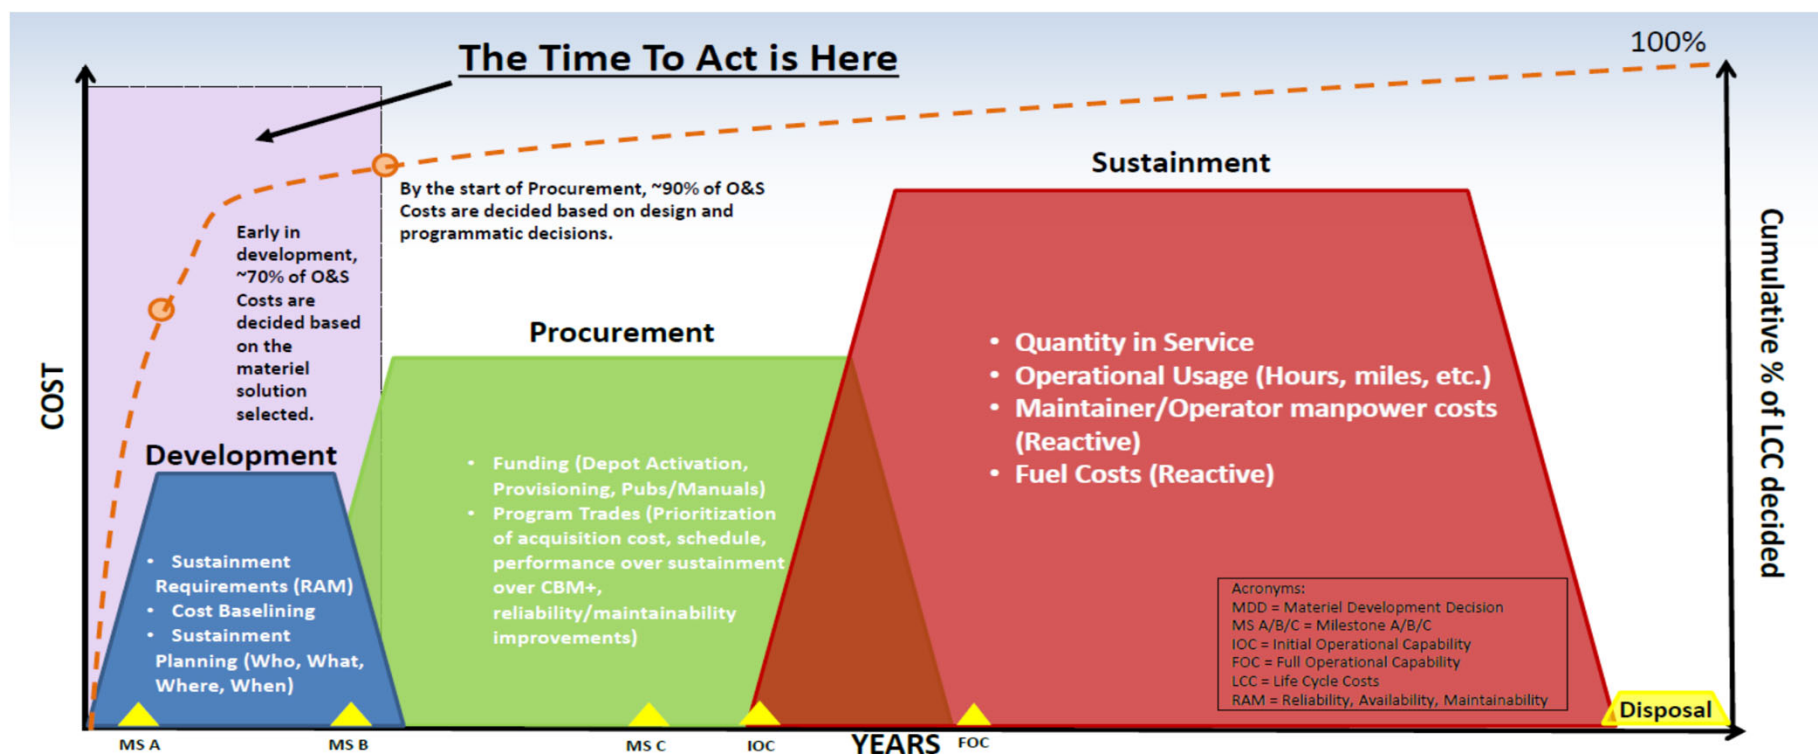 The Time To Act is Here
100%
By the start of Procurement, ~90% of O&S
Costs are decided based on design and
programmatic decisions.
Early in
development,
~70% of O&S
Costs are
decided based
on the
materiel
solution
selected.
Sustainment
Procurement
Development
COST
Cumulative % of LCC decided
• Sustainment
Requirements (RAM)
• Cost Baselining
• Sustainment
Planning (Who, What,
Where, When)
• Funding (Depot Activation,
Provisioning, Pubs/Manuals)
• Program Trades (Prioritization
of acquisition cost, schedule,
performance over sustainment
over CBM+,
reliability/maintainability
improvements)
• Quantity in Service
• Operational Usage (Hours, miles, etc.)
• Maintainer/Operator manpower costs
(Reactive)
• Fuel Costs (Reactive)
Acronyms:
MDD = Materiel Development Decision
MS A/B/C = Milestone A/B/C
IOC = Initial Operational Capability
FOC = Full Operational Capability
LCC = Life Cycle Costs
RAM = Reliability, Availability, Maintainability
Disposal
MS A
MS B
MS C
IOC
YEARS
FOC